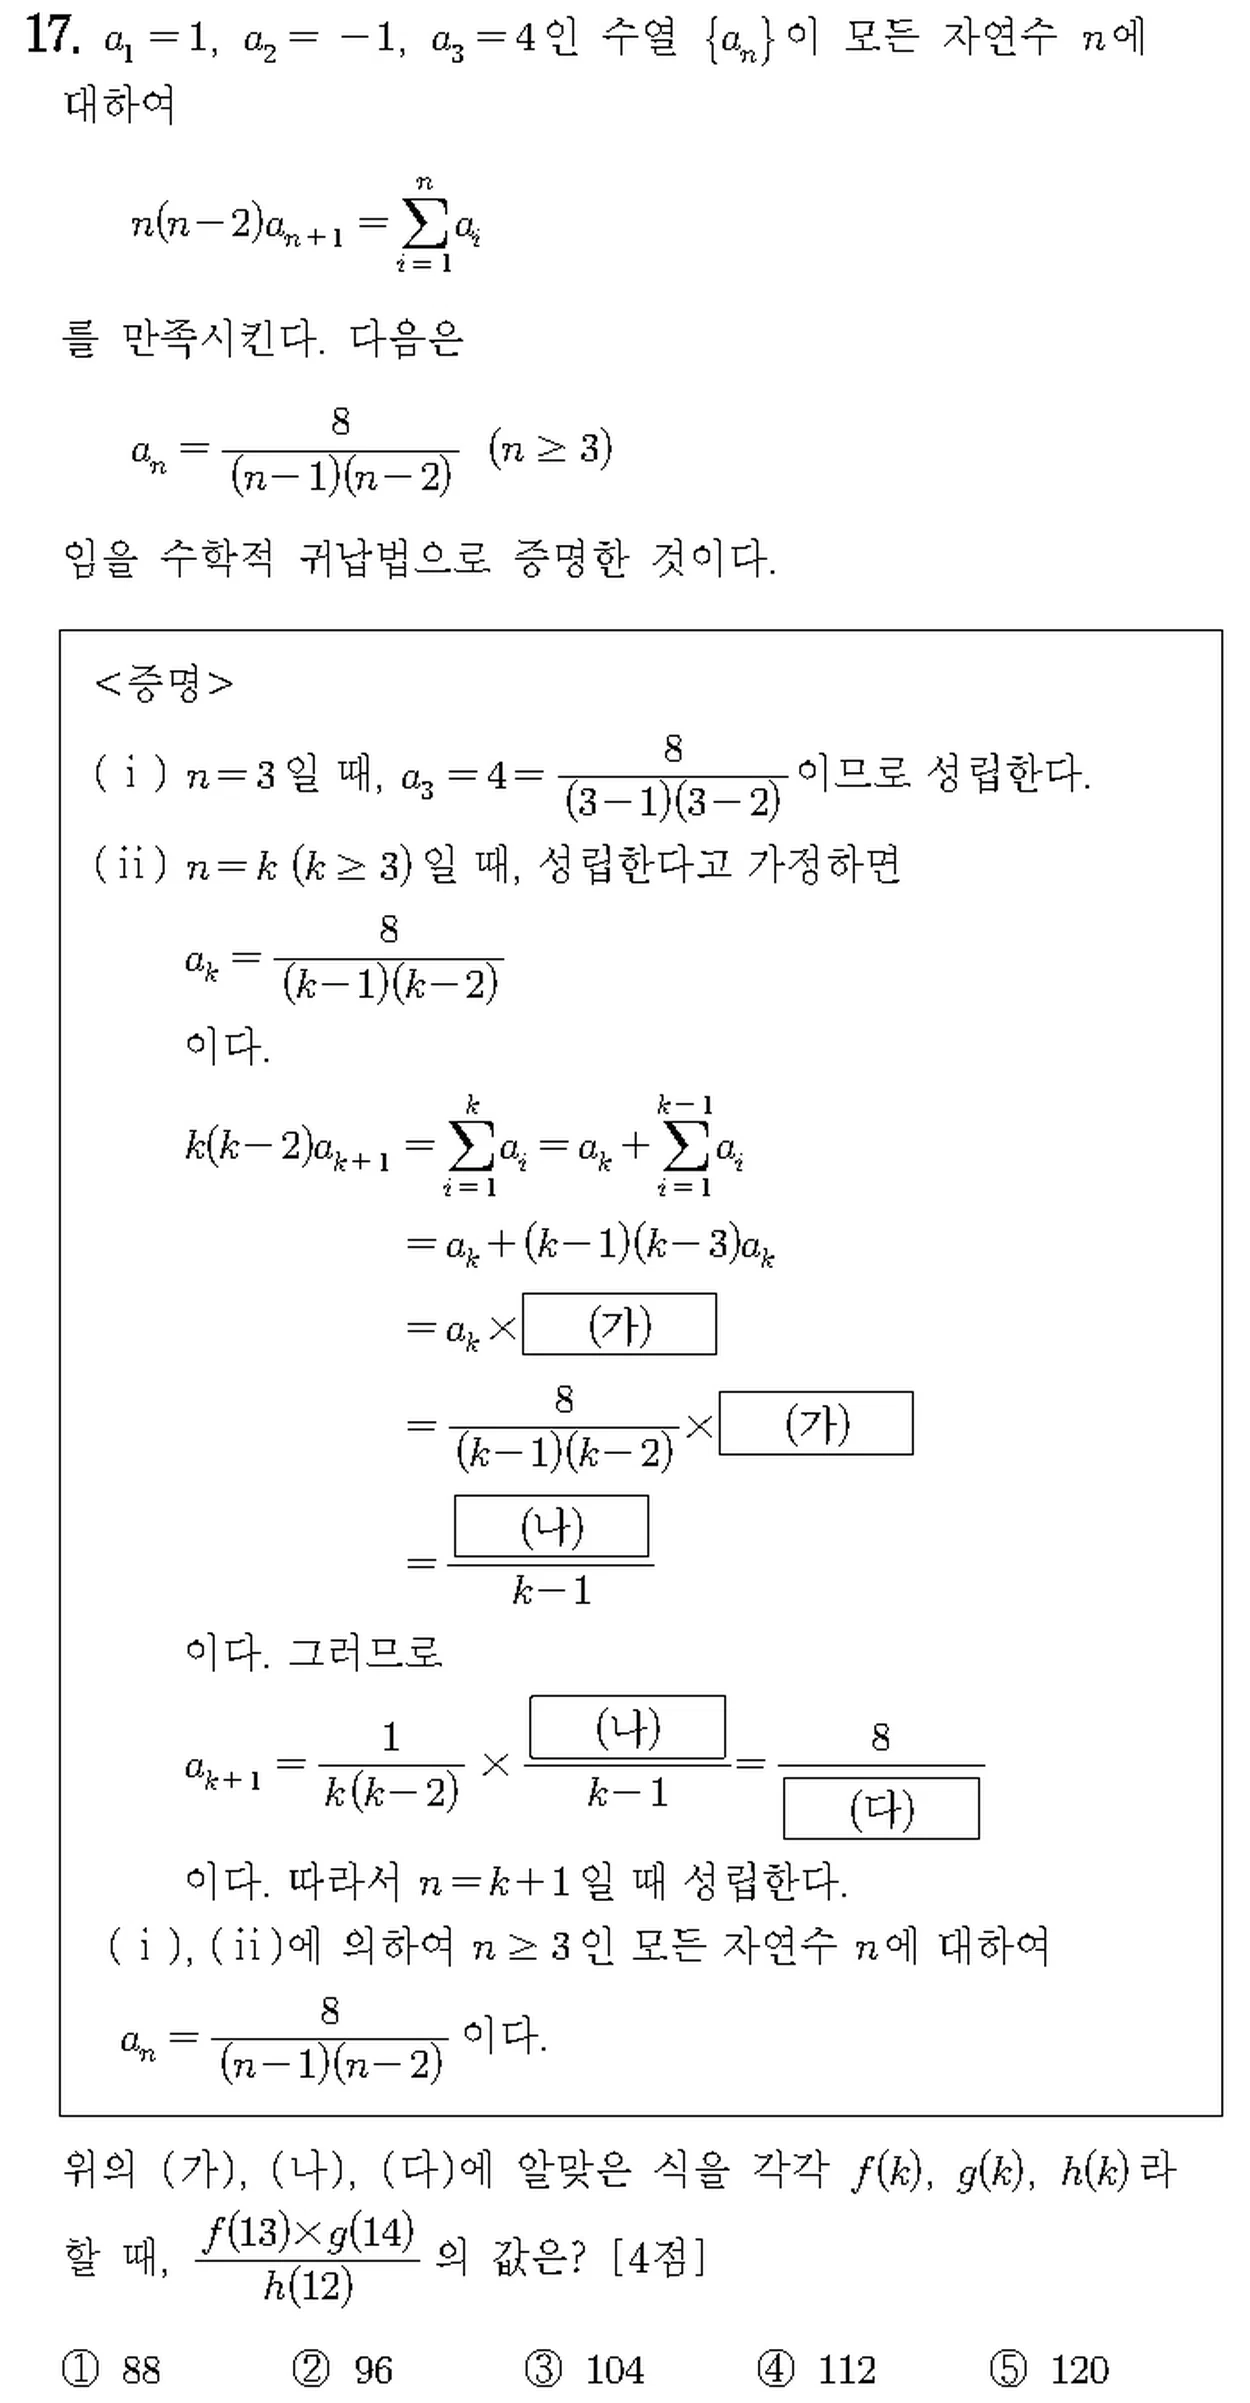 17. a₁ = 1, a₂ = −1, a₃ = 4인 수열 {aₙ}이 모든 자연수 n에
대하여
n(n−2)aₙ₊₁ = ∑_{i=1}^{n} aᵢ
를 만족시킨다. 다음은
aₙ = 8/((n−1)(n−2)) (n ≥ 3)
임을 수학적 귀납법으로 증명한 것이다.
<증명>
(ⅰ) n=3일 때, a₃ = 4 = 8/((3−1)(3−2)) 이므로 성립한다.
(ⅱ) n=k (k ≥ 3)일 때, 성립한다고 가정하면
aₖ = 8/((k−1)(k−2))
이다.
k(k−2)aₖ₊₁ = ∑_{i=1}^{k} aᵢ = aₖ + ∑_{i=1}^{k−1} aᵢ
= aₖ + (k−1)(k−3)aₖ
= aₖ × (가)
= 8/((k−1)(k−2)) × (가)
= (나)/(k−1)
이다. 그러므로
aₖ₊₁ = 1/(k(k−2)) × (나)/(k−1) = 8/(다)
이다. 따라서 n=k+1일 때 성립한다.
(ⅰ), (ⅱ)에 의하여 n ≥ 3인 모든 자연수 n에 대하여
aₙ = 8/((n−1)(n−2)) 이다.
위의 (가), (나), (다)에 알맞은 식을 각각 f(k), g(k), h(k)라
할 때, (f(13)×g(14))/h(12) 의 값은? [4점]
① 88 ② 96 ③ 104 ④ 112 ⑤ 120